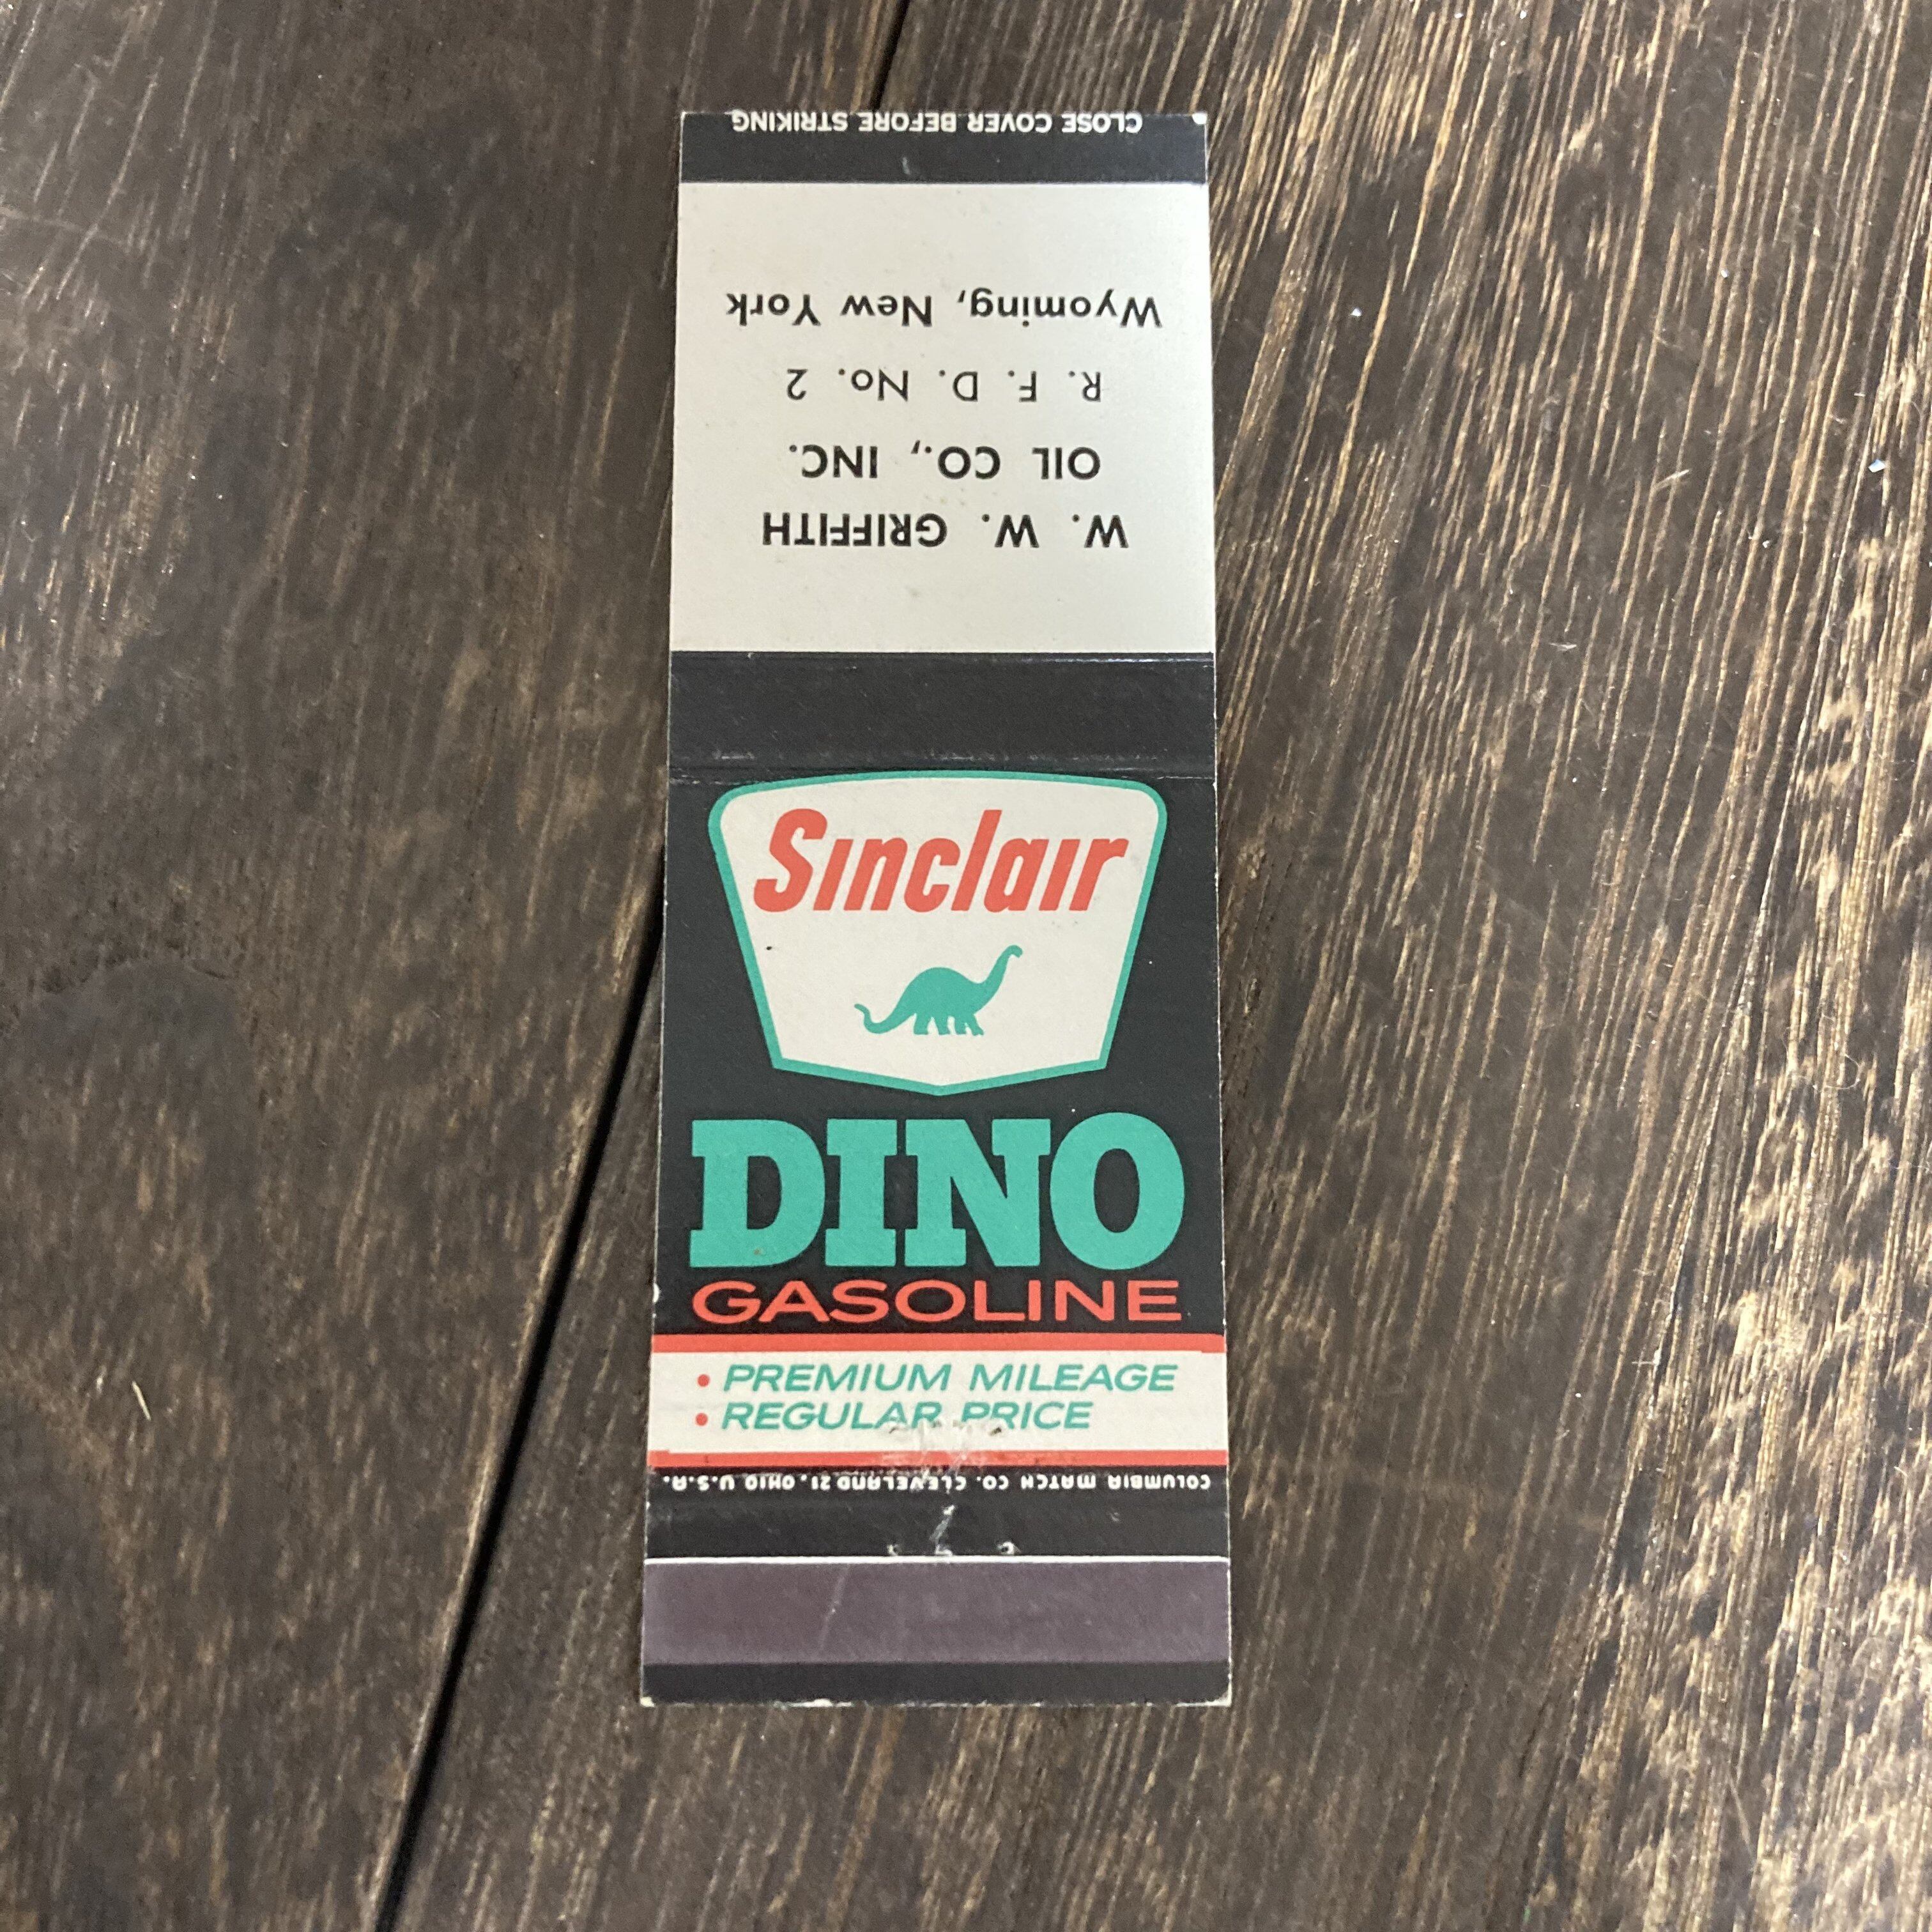 CLOSE COVER BEFORE STRIKING
W. W. GRIFFITH
OIL CO., INC.
R. F. D. No. 2
Wyoming, New York
Sinclair
DINO
GASOLINE
• PREMIUM MILEAGE
• REGULAR PRICE
COLUMBIA MATCH CO. CLEVELAND 21, OHIO U.S.A.